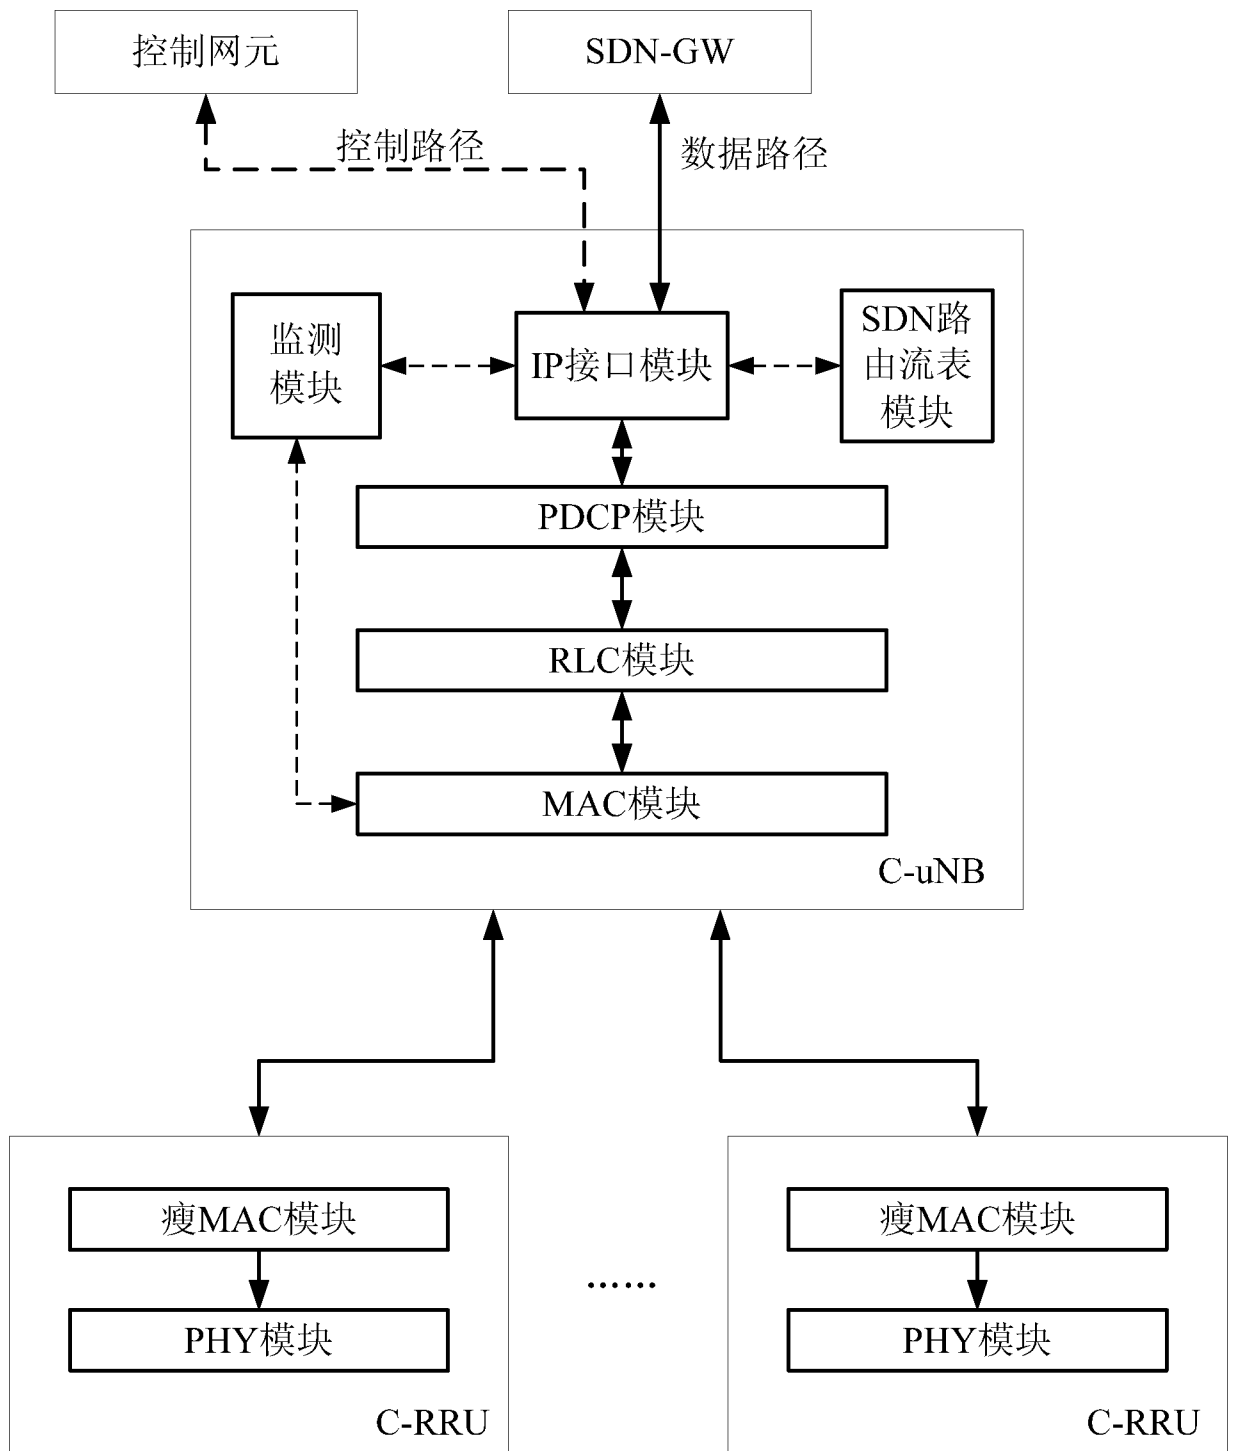 控制网元
SDN-GW
控制路径
数据路径
监测
模块
IP接口模块
SDN路
由流表
模块
PDCP模块
RLC模块
MAC模块
C-uNB
瘦MAC模块
PHY模块
C-RRU
……
瘦MAC模块
PHY模块
C-RRU